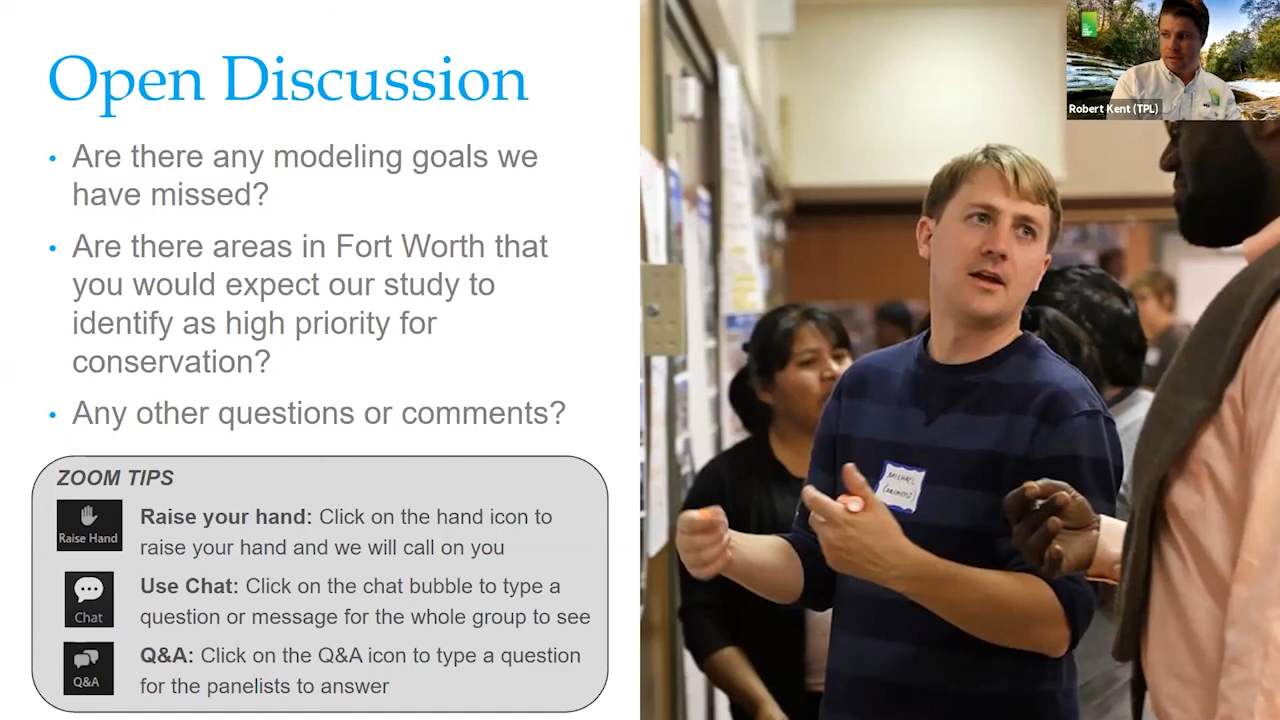 Open Discussion
• Are there any modeling goals we
have missed?
• Are there areas in Fort Worth that
you would expect our study to
identify as high priority for
conservation?
• Any other questions or comments?
ZOOM TIPS
Raise Hand
Raise your hand: Click on the hand icon to
raise your hand and we will call on you
Chat
Use Chat: Click on the chat bubble to type a
question or message for the whole group to see
Q&A
Q&A: Click on the Q&A icon to type a question
for the panelists to answer
Robert Kent (TPL)
MICHAEL